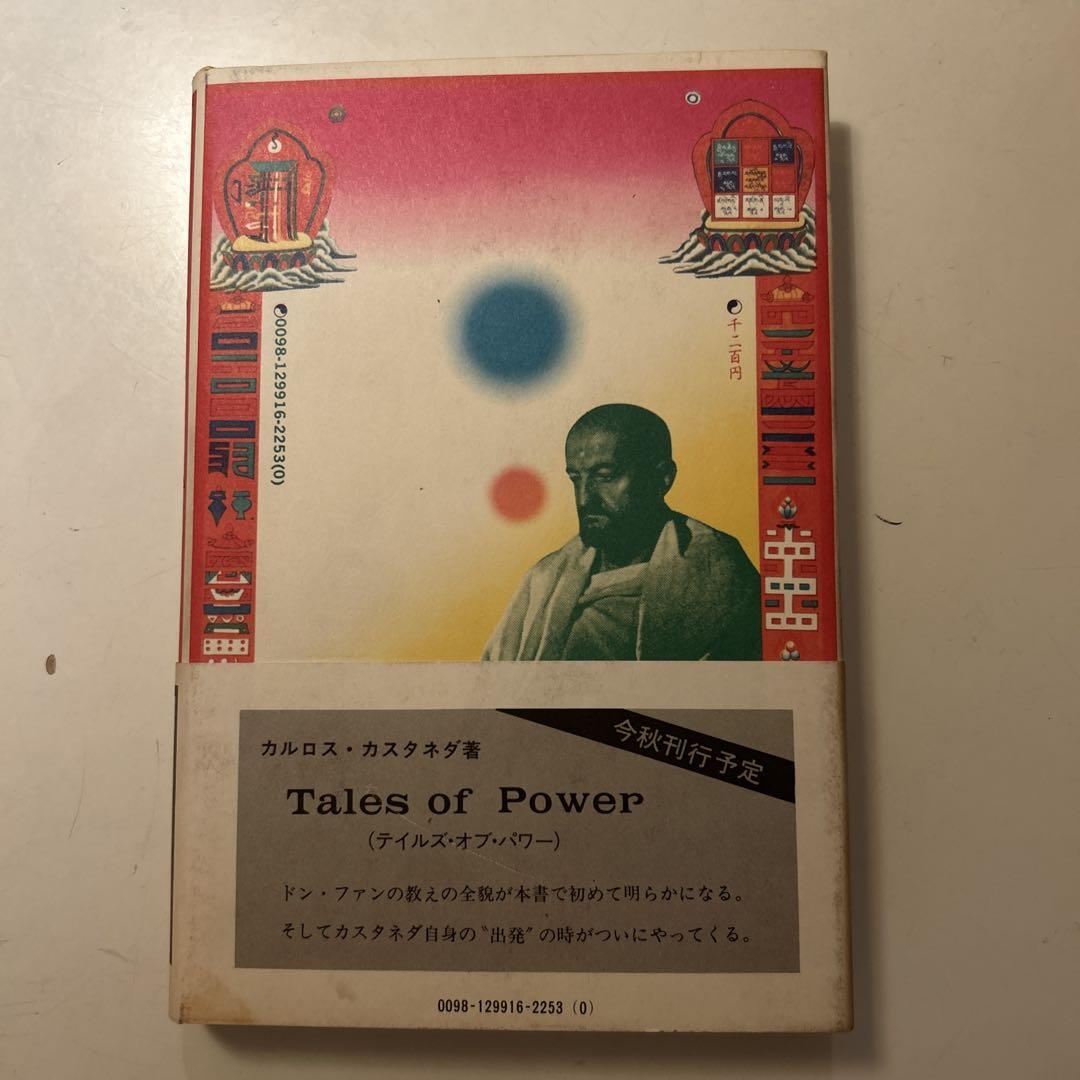 0098-129916-2253(0)
千二百円
今秋刊行予定
カルロス・カスタネダ著
Tales of Power
(テイルズ・オブ・パワー)
ドン・ファンの教えの全貌が本書で初めて明らかになる。
そしてカスタネダ自身の〝出発〟の時がついにやってくる。
0098-129916-2253 (0)